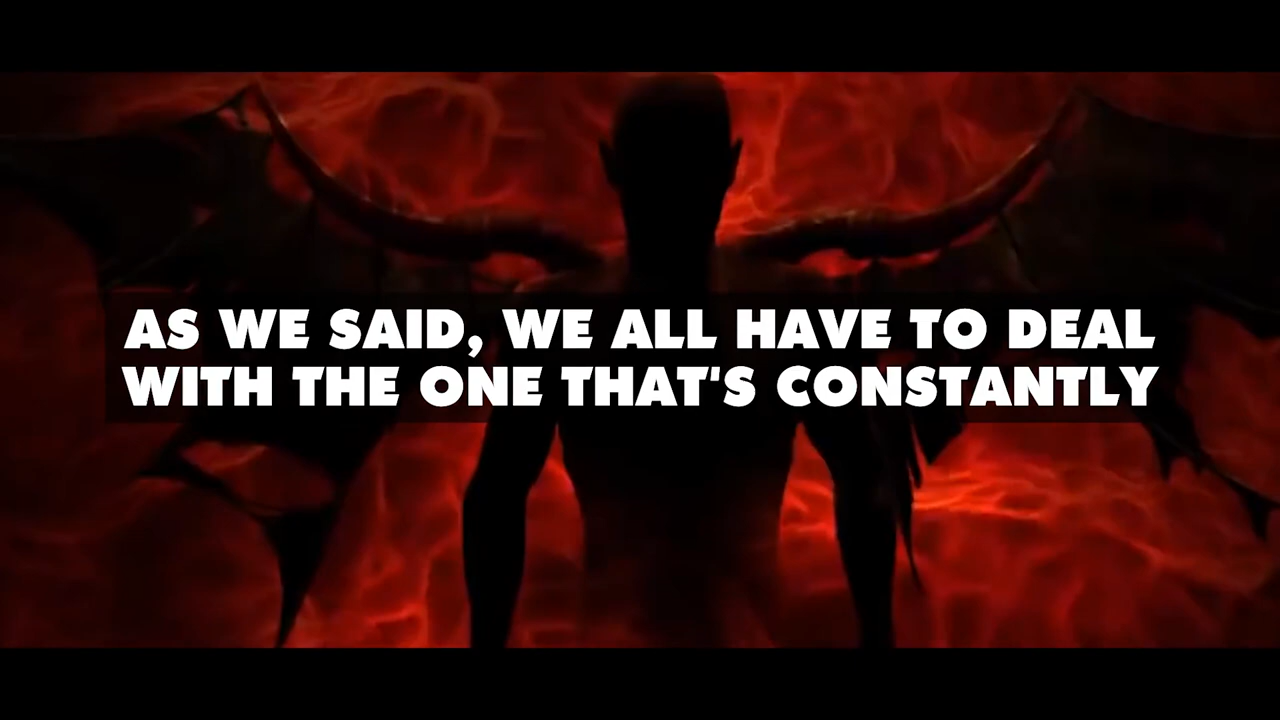 AS WE SAID, WE ALL HAVE TO DEAL
WITH THE ONE THAT'S CONSTANTLY